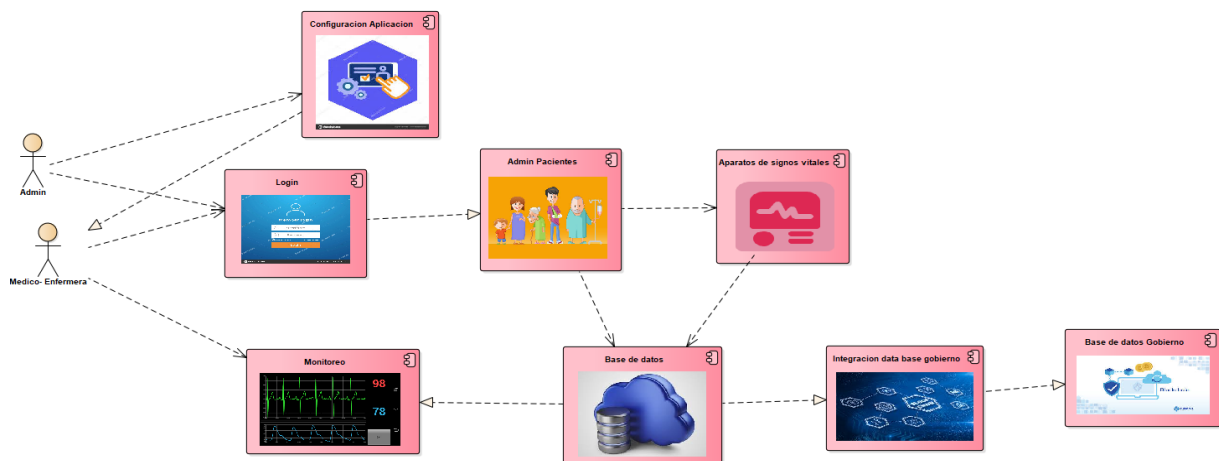 Configuracion Aplicacion
Admin
Medico- Enfermera
Login
Admin Pacientes
Aparatos de signos vitales
Monitoreo
98
78
Base de datos
Integracion data base gobierno
Base de datos Gobierno